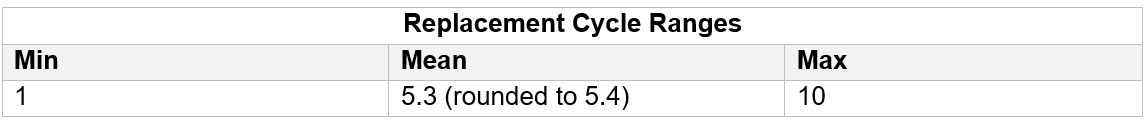 Replacement Cycle Ranges
Min Mean Max
1 5.3 (rounded to 5.4) 10